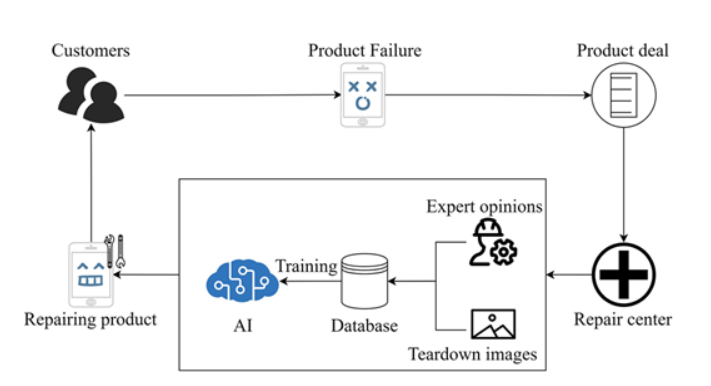 Customers
Product Failure
Product deal
Expert opinions
Training
Repairing product
AI
Database
Repair center
Teardown images